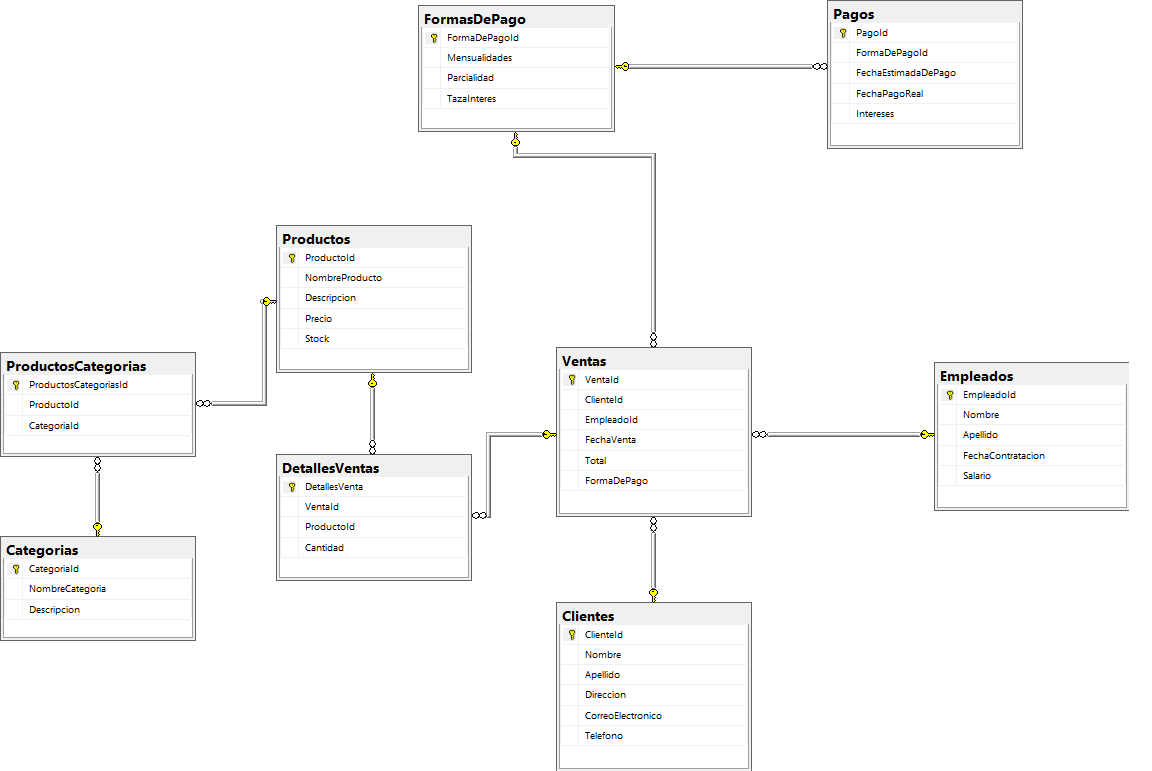 FormasDePago
FormaDePagoId
Mensualidades
Parcialidad
TazaInteres
Pagos
PagoId
FormaDePagoId
FechaEstimadaDePago
FechaPagoReal
Intereses
Productos
ProductoId
NombreProducto
Descripcion
Precio
Stock
ProductosCategorias
ProductosCategoriasId
ProductoId
CategoriaId
Categorias
CategoriaId
NombreCategoria
Descripcion
DetallesVentas
DetallesVenta
VentaId
ProductoId
Cantidad
Ventas
VentaId
ClienteId
EmpleadoId
FechaVenta
Total
FormaDePago
Empleados
EmpleadoId
Nombre
Apellido
FechaContratacion
Salario
Clientes
ClienteId
Nombre
Apellido
Direccion
CorreoElectronico
Telefono